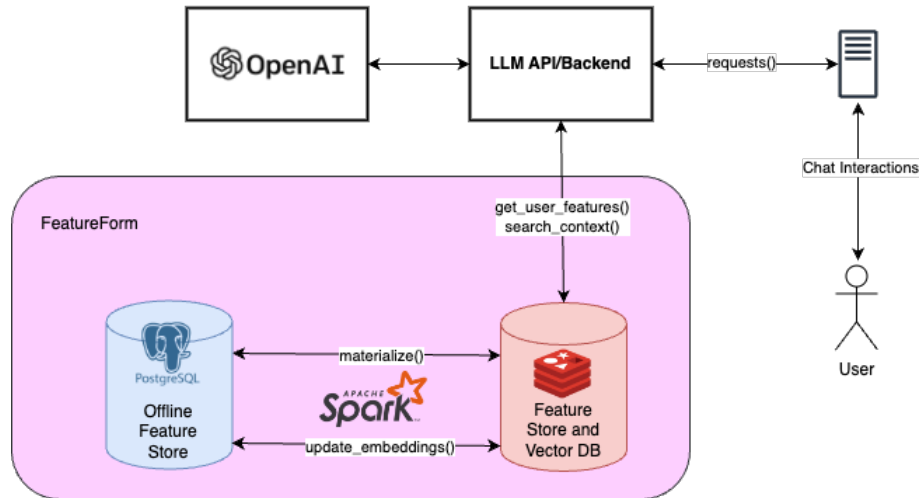 OpenAI
LLM API/Backend
requests()
Chat Interactions
FeatureForm
get_user_features()
search_context()
PostgreSQL
Offline
Feature
Store
materialize()
APACHE
Spark
update_embeddings()
Feature
Store and
Vector DB
User